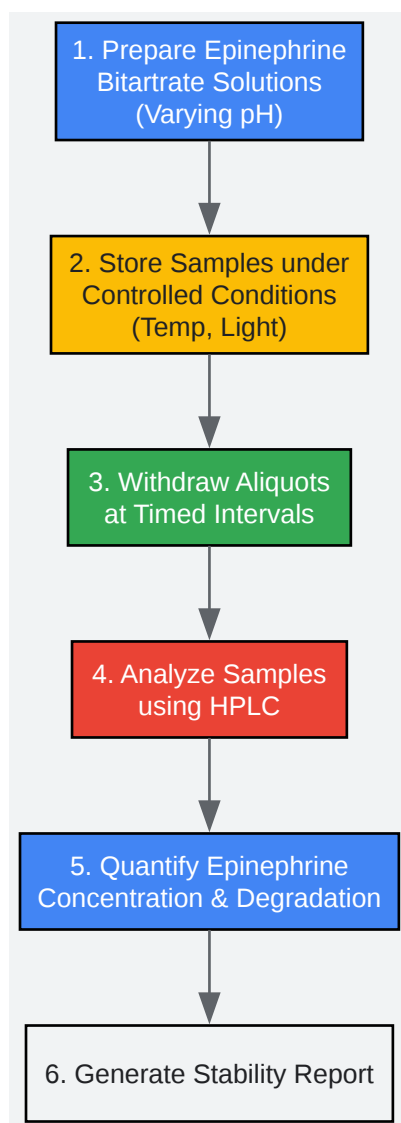 1. Prepare Epinephrine
Bitartrate Solutions
(Varying pH)
2. Store Samples under
Controlled Conditions
(Temp, Light)
3. Withdraw Aliquots
at Timed Intervals
4. Analyze Samples
using HPLC
5. Quantify Epinephrine
Concentration & Degradation
6. Generate Stability Report